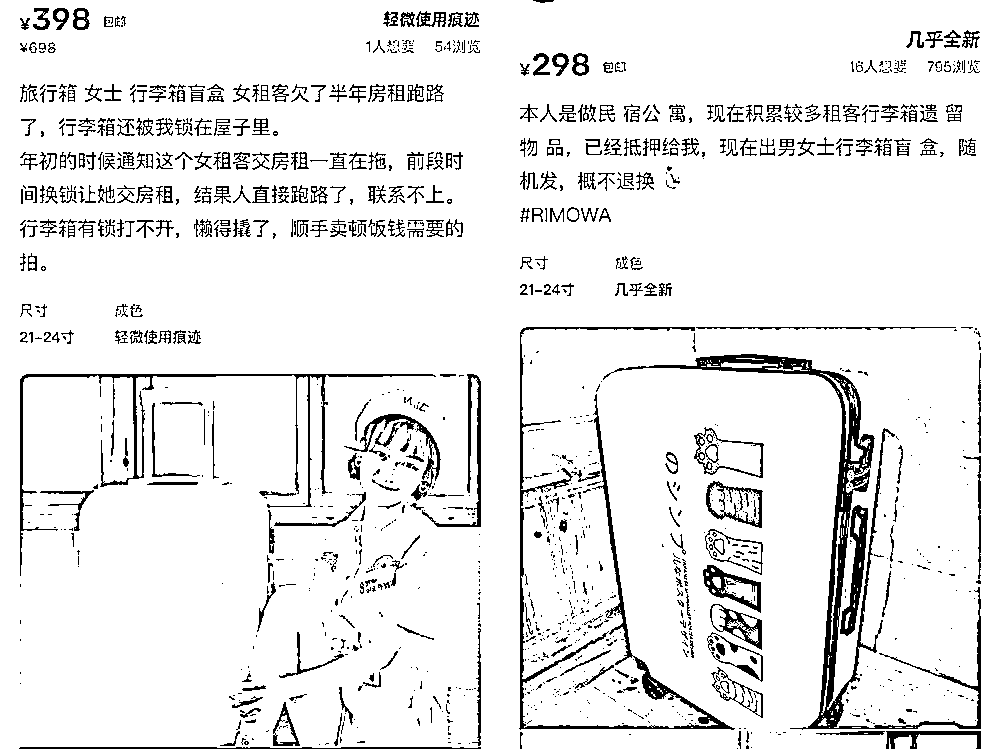 ¥398 包邮
轻微使用痕迹
¥698
1人想要 54浏览
旅行箱 女士 行李箱盲盒 女租客欠了半年房租跑路
了，行李箱还被我锁在屋子里。
年初的时候通知这个女租客交房租一直在拖，前段时
间换锁让她交房租，结果人直接跑路了，联系不上。
行李箱有锁打不开，懒得撬了，顺手卖顿饭钱需要的
拍。
尺寸 成色
21-24寸 轻微使用痕迹
几乎全新
¥298 包邮
16人想要 795浏览
本人是做民 宿公 寓，现在积累较多租客行李箱遗 留
物 品，已经抵押给我，现在出男女士行李箱盲 盒，随
机发，概不退换
#RIMOWA
尺寸 成色
21-24寸 几乎全新